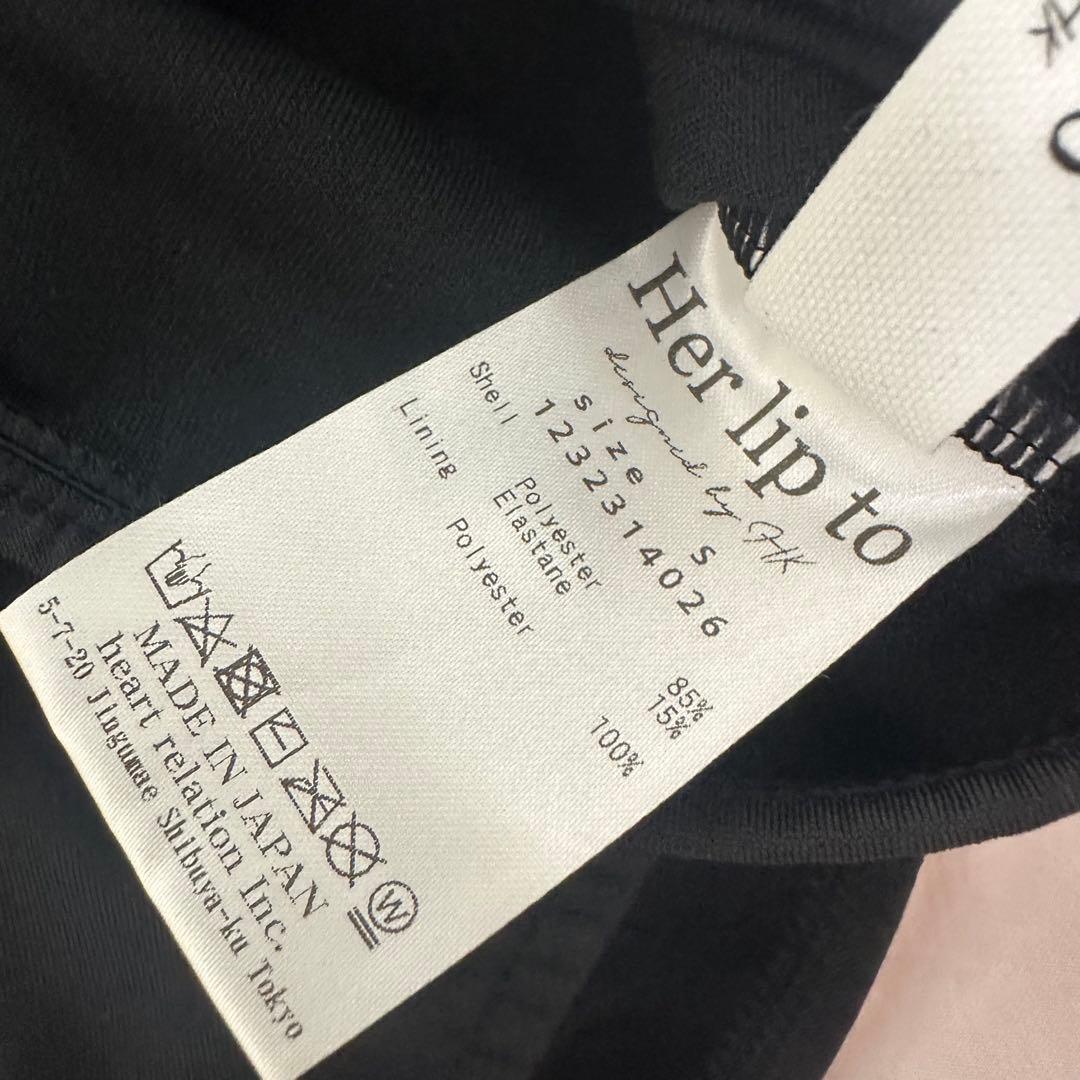 Her lip to
designed by HK
size S
1232314026
Shell Polyester 85%
Elastane 15%
Lining Polyester 100%
W
MADE IN JAPAN
heart relation Inc.
5-7-20 Jingumae Shibuya-ku Tokyo
HK